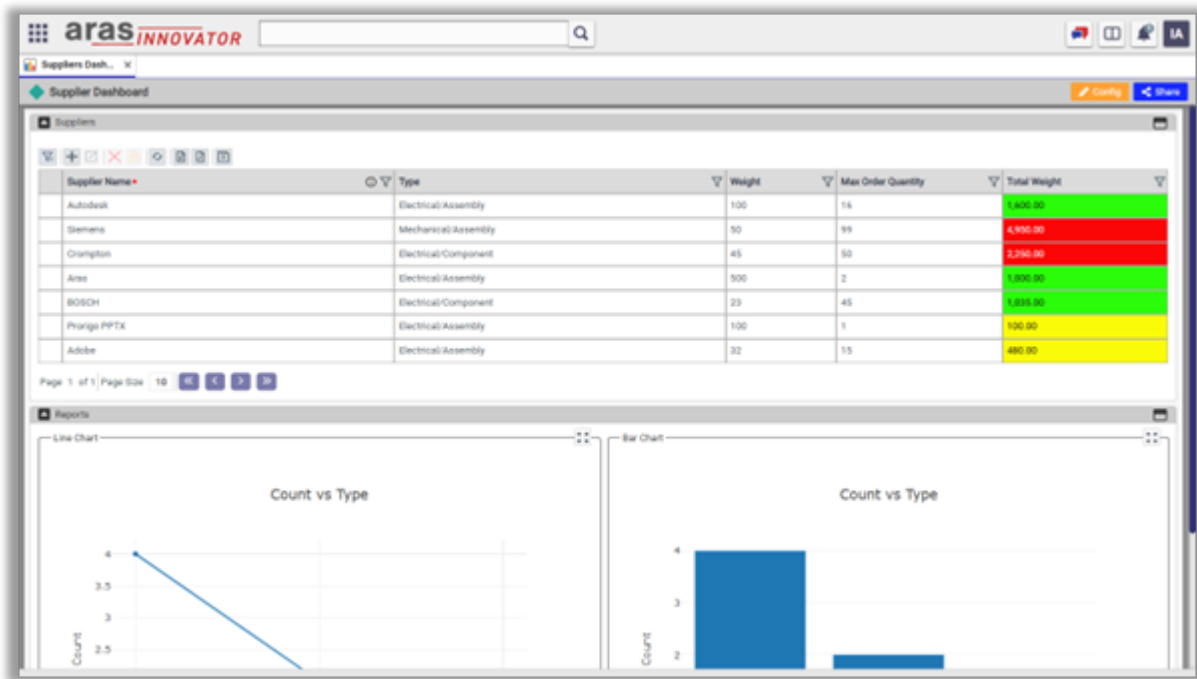 aras INNOVATOR
IA
Suppliers Dash... x
Supplier Dashboard Config Share
Suppliers
Supplier Name• Type Weight Max Order Quantity Total Weight
Autodesk Electrical/Assembly 100 16 1,600.00
Siemens Mechanical/Assembly 50 99 4,950.00
Crompton Electrical/Component 45 50 2,250.00
Aras Electrical/Assembly 500 2 1,000.00
BOSCH Electrical/Component 23 45 1,035.00
Prorigo PPTX Electrical/Assembly 100 1 100.00
Adobe Electrical/Assembly 32 15 480.00
Page 1 of 1 Page Size 10
Reports
Line Chart
Bar Chart
Count vs Type
Count vs Type
4
3.5
3
2.5
Count
4
3
2
Count